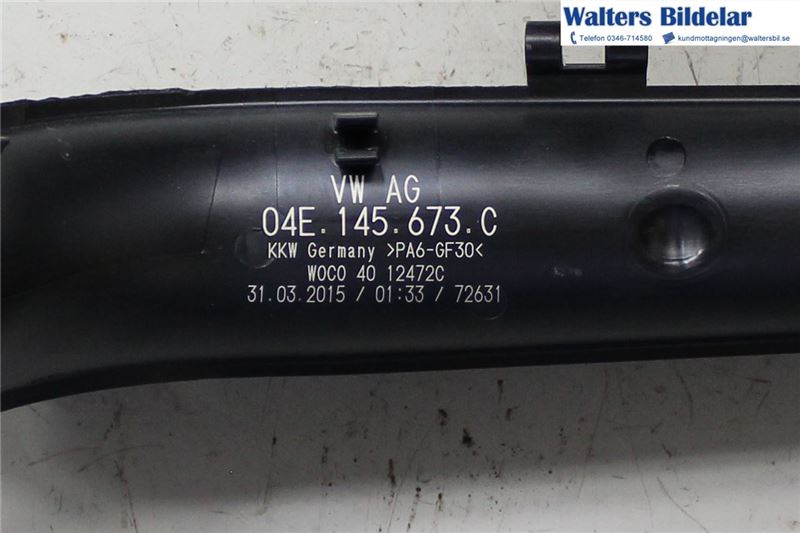 Walters Bildelar
Telefon 0346-714580 kundmottagningen@waltersbil.se
VW AG
04E.145.673.C
KKW Germany >PA6-GF30<
WOCO 40 12472C
31.03.2015 / 01:33 / 72631